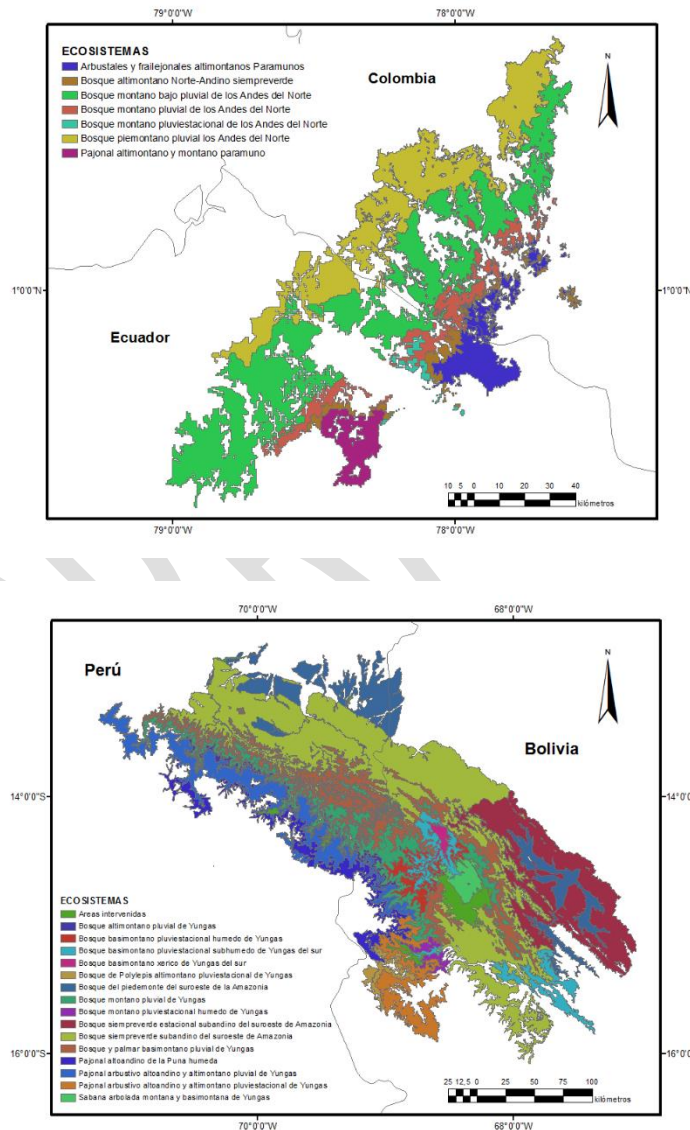 79°0'0"W 78°0'0"W
ECOSISTEMAS
Arbustales y frailejonales altimontanos Paramunos
Bosque altimontano Norte-Andino siempreverde
Bosque montano bajo pluvial de los Andes del Norte
Bosque montano pluvial de los Andes del Norte
Bosque montano pluviestacional de los Andes del Norte
Bosque piemontano pluvial los Andes del Norte
Pajonal altimontano y montano paramuno
Colombia
N
1°0'0"N 1°0'0"N
Ecuador
10 5 0 10 20 30 40
kilómetros
79°0'0"W 78°0'0"W
70°0'0"W 68°0'0"W
Perú
N
Bolivia
14°0'0"S 14°0'0"S
ECOSISTEMAS
Areas intervenidas
Bosque altimontano pluvial de Yungas
Bosque basimontano pluviestacional humedo de Yungas
Bosque basimontano pluviestacional subhumedo de Yungas del sur
Bosque basimontano xerico de Yungas del sur
Bosque de Polylepis altimontano pluviestacional de Yungas
Bosque del piedemonte del suroeste de la Amazonia
Bosque montano pluvial de Yungas
Bosque montano pluviestacional humedo de Yungas
Bosque siempreverde estacional subandino del suroeste de Amazonia
Bosque siempreverde subandino del suroeste de Amazonia
Bosque y palmar basimontano pluvial de Yungas
Pajonal altoandino de la Puna humeda
Pajonal arbustivo altoandino y altimontano pluvial de Yungas
Pajonal arbustivo altoandino y altimontano pluviestacional de Yungas
Sabana arbolada montana y basimontana de Yungas
16°0'0"S 16°0'0"S
25 12,5 0 25 50 75 100
kilómetros
70°0'0"W 68°0'0"W